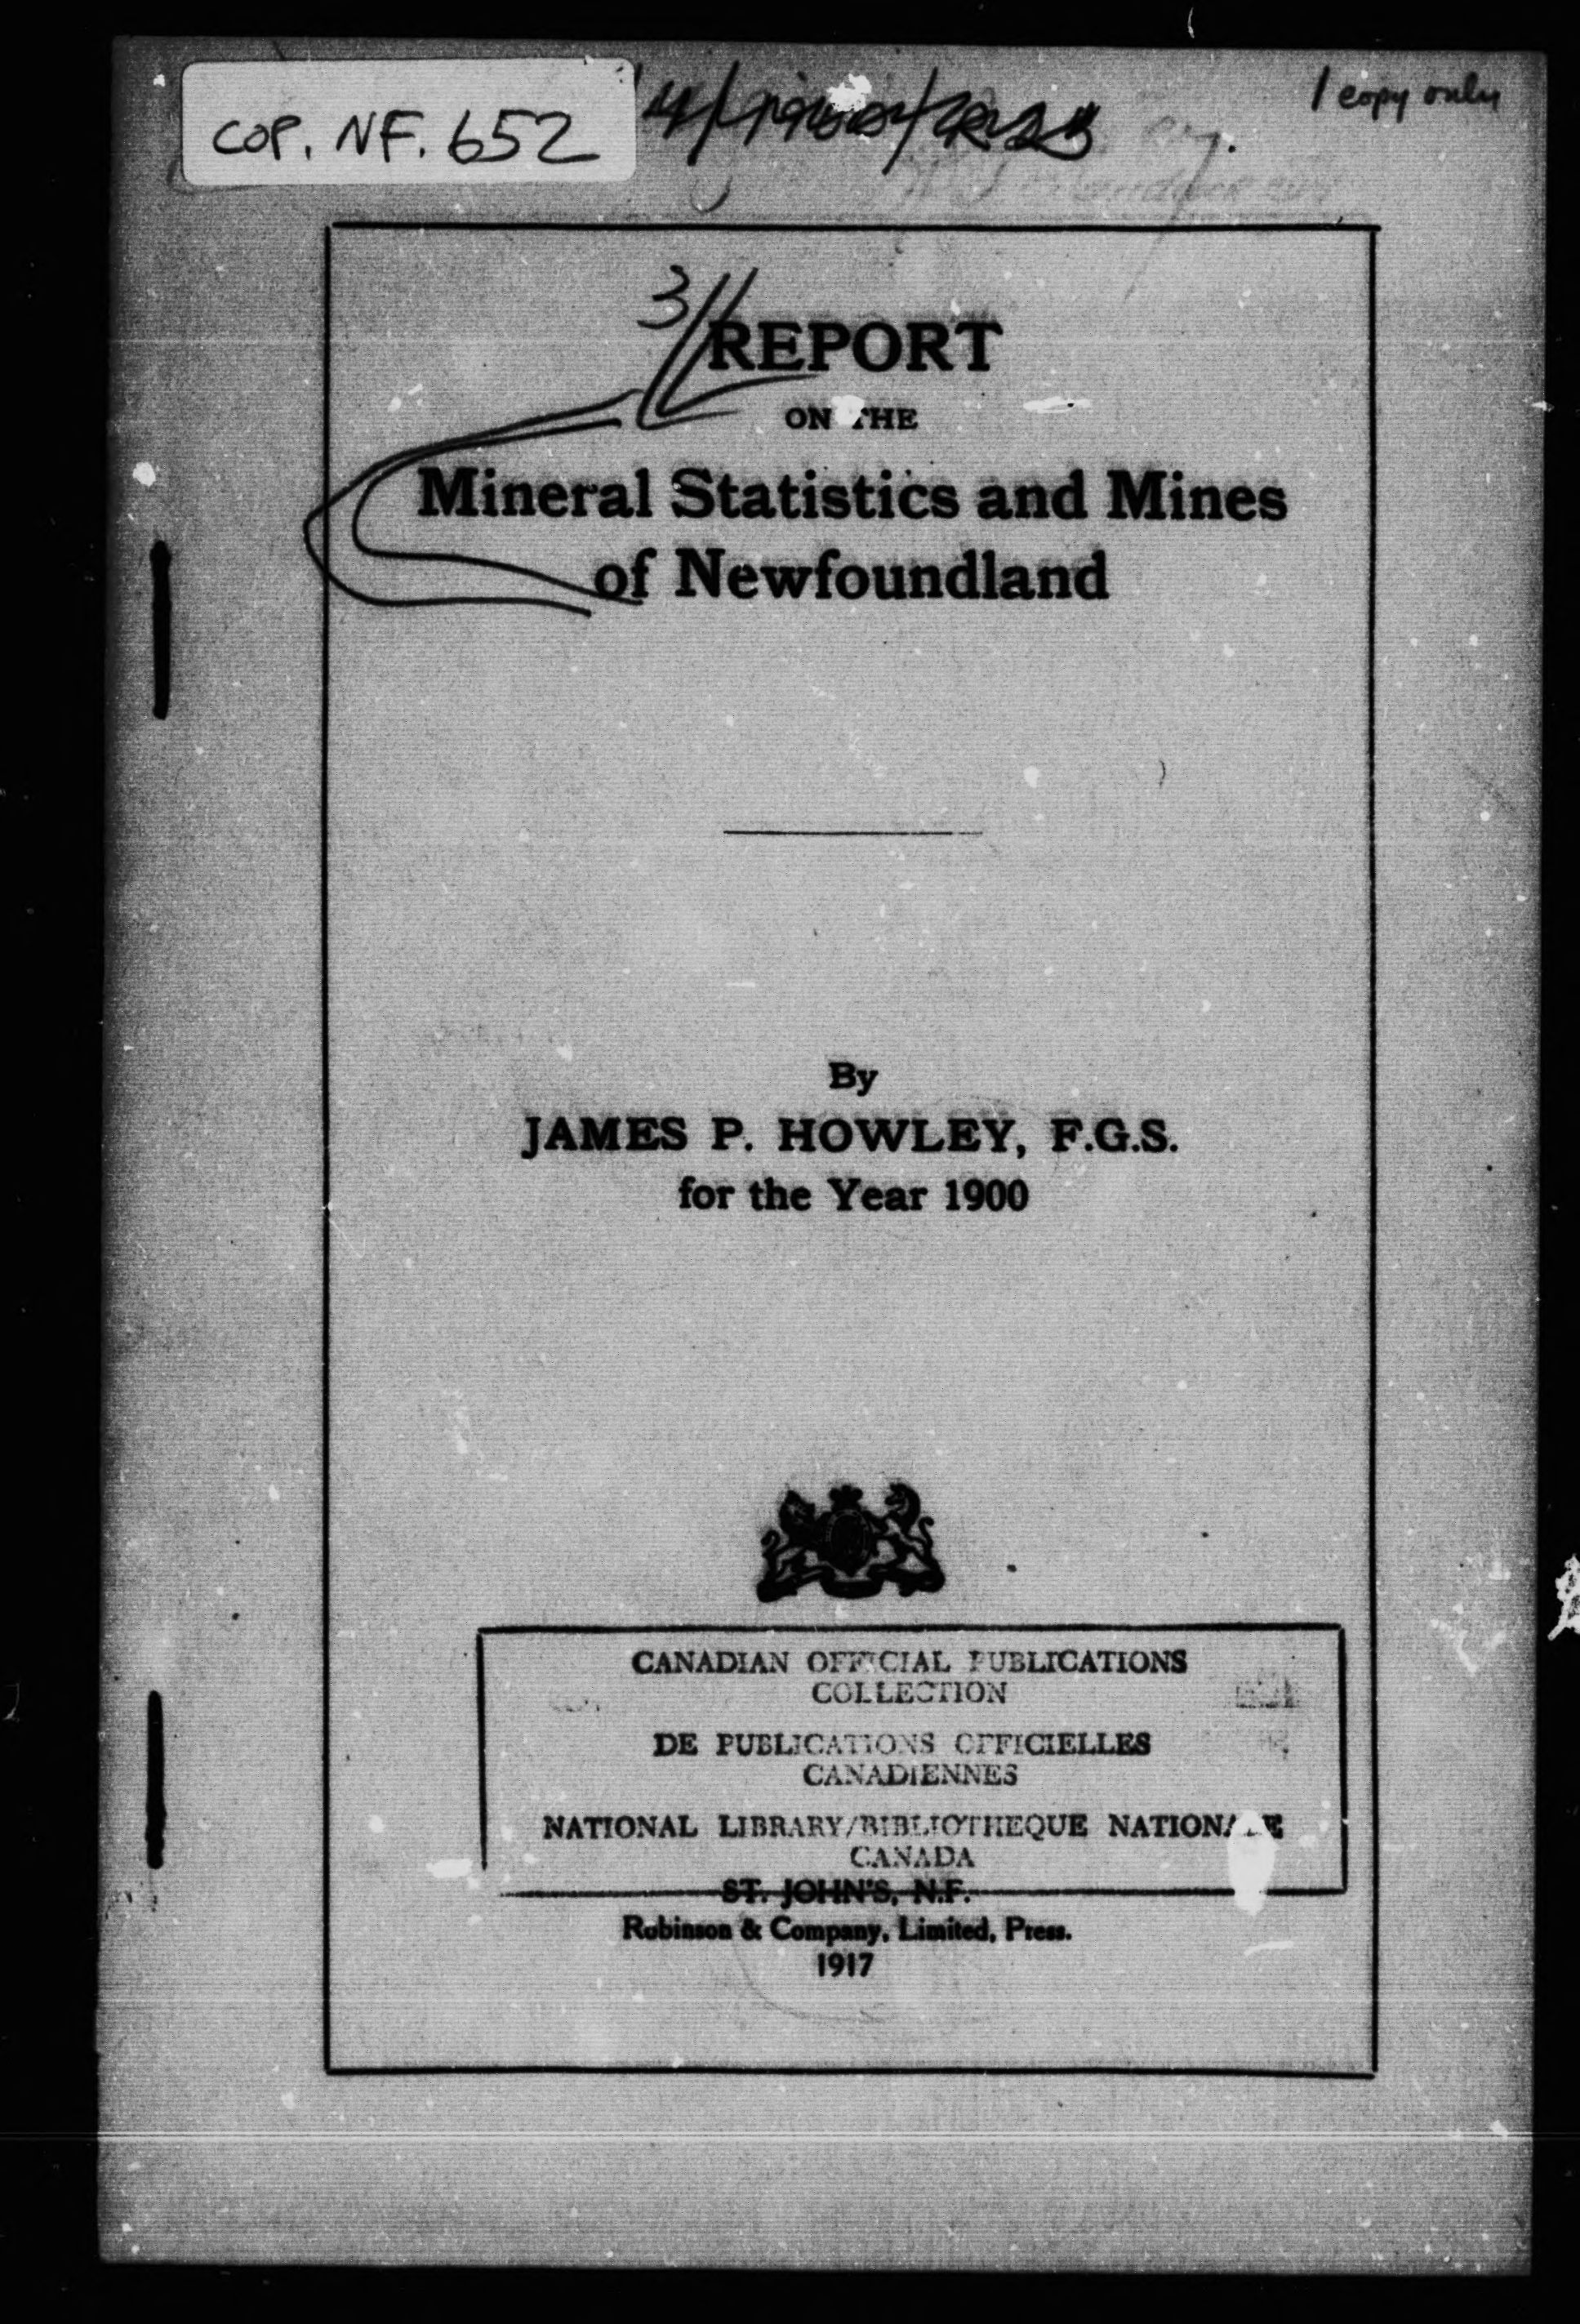 COP. NF. 652
1 copy only
3
REPORT
ON THE
Mineral Statistics and Mines
of Newfoundland
By
JAMES P. HOWLEY, F.G.S.
for the Year 1900
CANADIAN OFFICIAL PUBLICATIONS
COLLECTION
DE PUBLICATIONS OFFICIELLES
CANADIENNES
NATIONAL LIBRARY/BIBLIOTHEQUE NATIONALE
CANADA
ST. JOHN'S, N.F.
Robinson & Company, Limited, Press.
1917